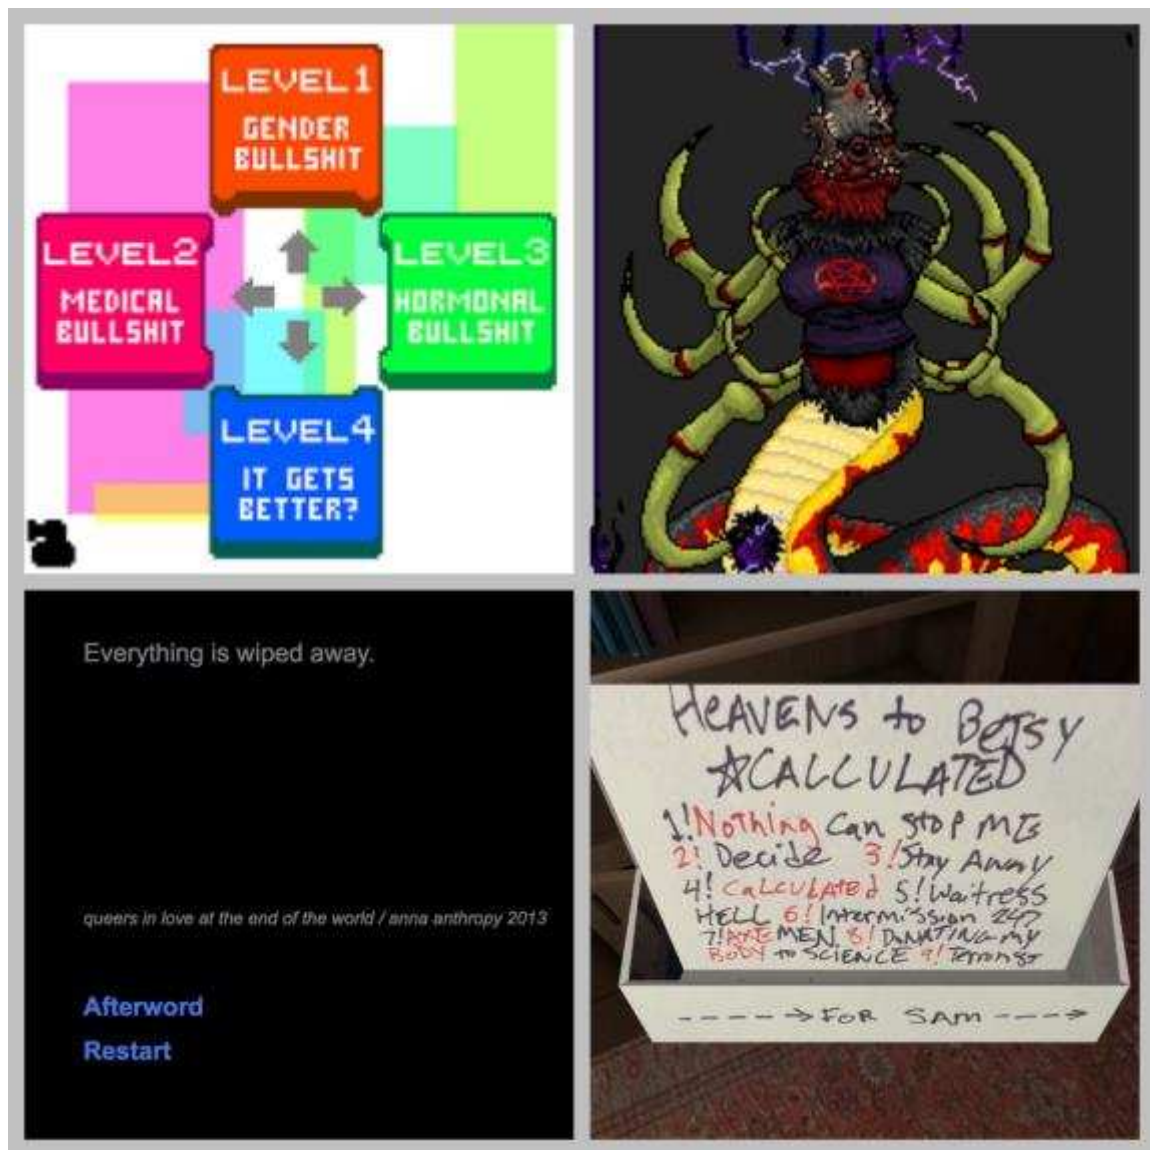 LEVEL1
GENDER
BULLSHIT
LEVEL2
MEDICAL
BULLSHIT
LEVEL3
HORMONAL
BULLSHIT
LEVEL4
IT GETS
BETTER?
Everything is wiped away.
queers in love at the end of the world / anna anthropy 2013
Afterword
Restart
HEAVENS to BETSY
☆CALCULATED
1! NOTHING Can STOP ME
2! Decide 3! Stay Away
4! CALCULATED 5! Waitress
HELL 6! Intermission 247
7! AXE MEN 8! DONATING MY
BODY to SCIENCE 9! Terrorist
----→FOR SAM----→